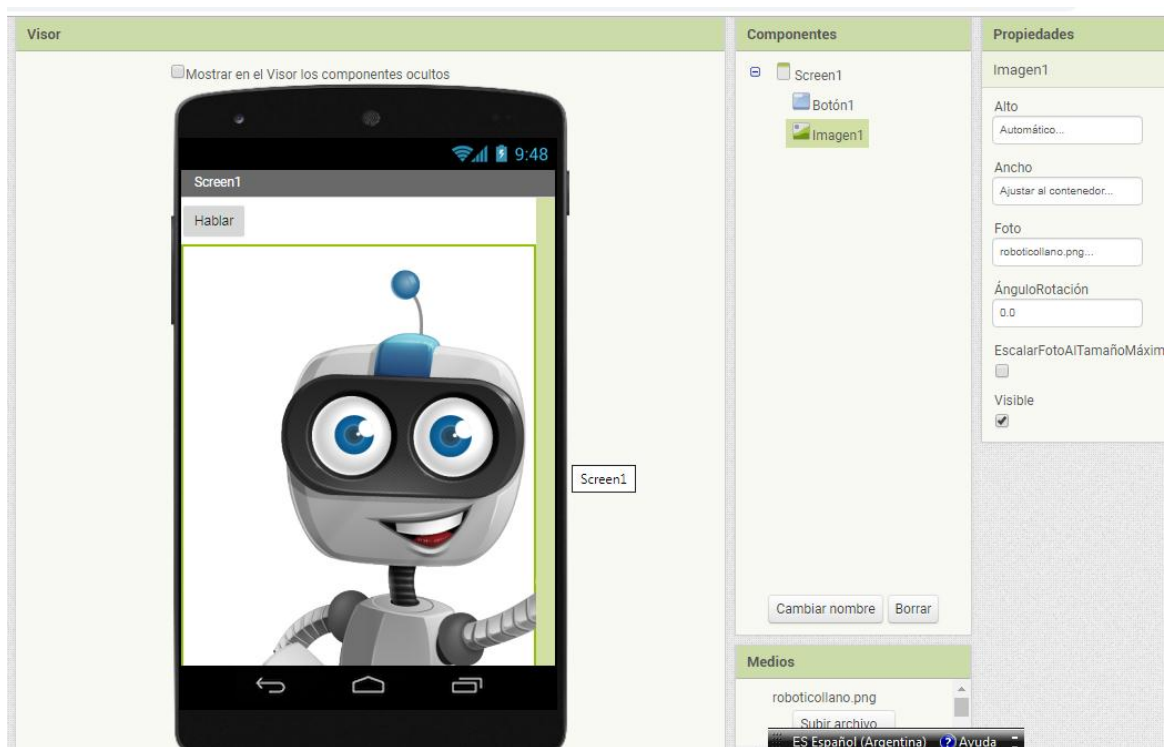 Visor
Mostrar en el Visor los componentes ocultos
9:48
Screen1
Hablar
Screen1
Componentes
Screen1
Botón1
Imagen1
Cambiar nombre Borrar
Medios
roboticollano.png
Subir archivo
ES Español (Argentina) ? Ayuda
Propiedades
Imagen1
Alto
Automático...
Ancho
Ajustar al contenedor...
Foto
roboticollano.png...
ÁnguloRotación
0.0
EscalarFotoAlTamañoMáxim
Visible